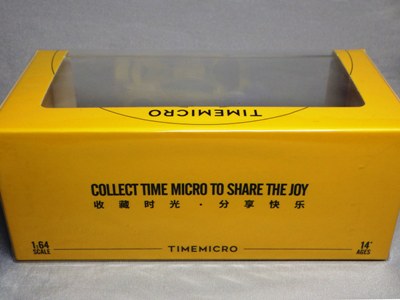 TIMEMICRO
COLLECT TIME MICRO TO SHARE THE JOY
收藏时光·分享快乐
1:64
SCALE
TIMEMICRO
14+
AGES